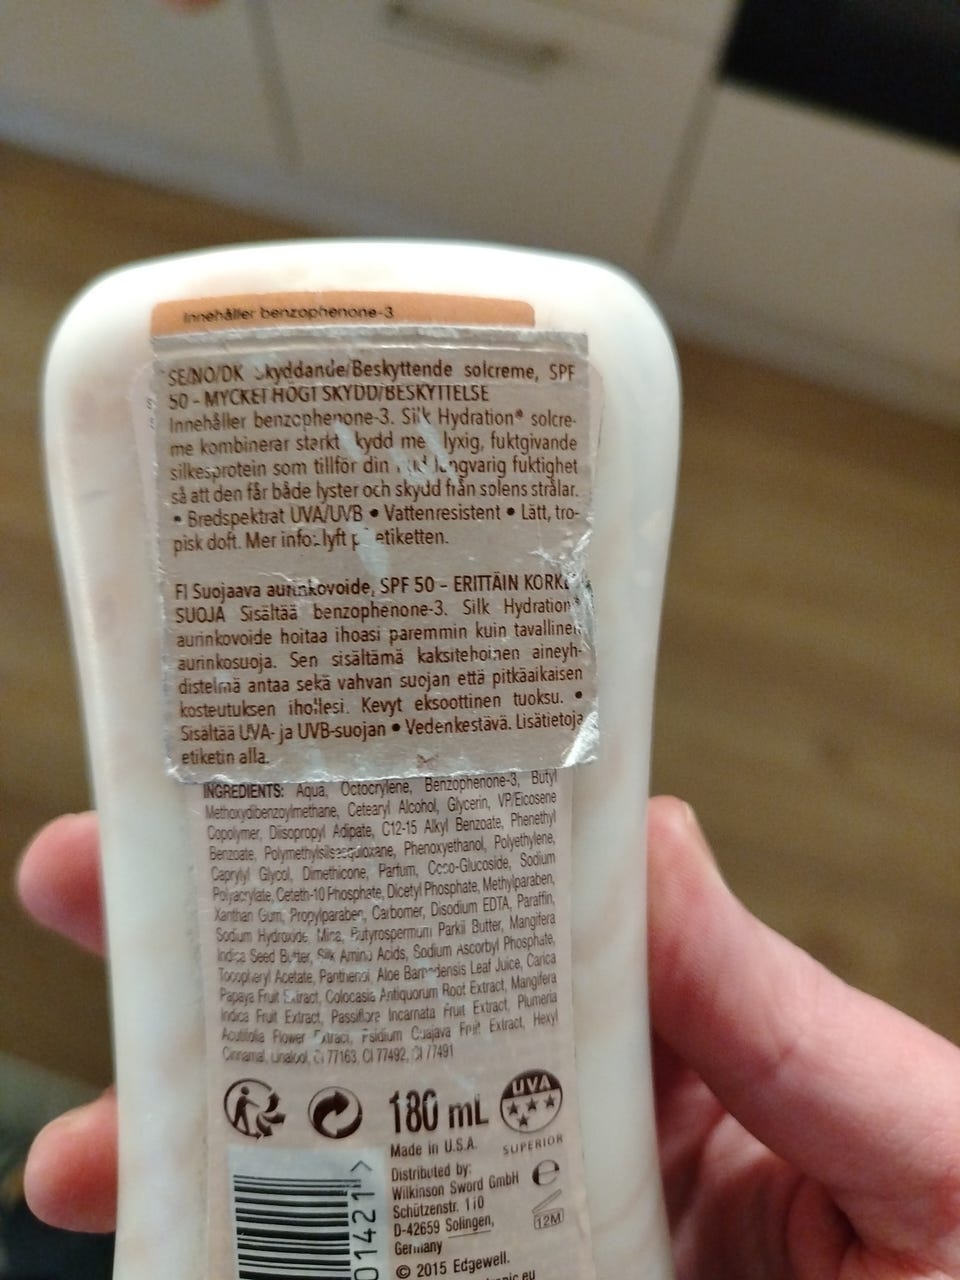 Innehåller benzophenone-3
SE/NO/DK Skyddande/Beskyttende solcreme, SPF
50 - MYCKET HÖGT SKYDD/BESKYTTELSE
Innehåller benzophenone-3. Silk Hydration® solcre-
me kombinerar starkt kydd me lyxig, fuktgivande
silkesprotein som tillför din långvarig fuktighet
så att den får både lyster och skydd från solens strålar.
• Bredspektrat UVA/UVB • Vattenresistent • Lätt, tro-
pisk doft. Mer info: lyft p etiketten.
FI Suojaava aurinkovoide, SPF 50 – ERITTÄIN KORKE
SUOJA Sisältää benzophenone-3. Silk Hydration®
aurinkovoide hoitaa ihoasi paremmin kuin tavallinen
aurinkosuoja. Sen sisältämä kaksitehoinen aineyh-
distelmä antaa sekä vahvan suojan että pitkäaikaisen
kosteutuksen ihollesi. Kevyt eksoottinen tuoksu. •
Sisältää UVA- ja UVB-suojan • Vedenkestävä. Lisätietoja
etiketin alla.
INGREDIENTS: Aqua, Octocrylene, Benzophenone-3, Butyl
Methoxydibenzoylmethane, Cetearyl Alcohol, Glycerin, VP/Eicosene
Copolymer, Diisopropyl Adipate, C12-15 Alkyl Benzoate, Phenethyl
Benzoate, Polymethylsilsesquioxane, Phenoxyethanol, Polyethylene,
Caprylyl Glycol, Dimethicone, Parfum, Coco-Glucoside, Sodium
Polyacrylate, Ceteth-10 Phosphate, Dicetyl Phosphate, Methylparaben,
Xanthan Gum, Propylparaben, Carbomer, Disodium EDTA, Paraffin,
Sodium Hydroxide, Mica, Butyrospermum Parkii Butter, Mangifera
Indica Seed Butter, Silk Amino Acids, Sodium Ascorbyl Phosphate,
Tocopheryl Acetate, Panthenol, Aloe Barbadensis Leaf Juice, Carica
Papaya Fruit Extract, Colocasia Antiquorum Root Extract, Mangifera
Indica Fruit Extract, Passiflora Incarnata Fruit Extract, Plumeria
Acutifolia Flower Extract, Psidium Guajava Fruit Extract, Hexyl
Cinnamal, Linalool, CI 77163, CI 77492, CI 77491
180 mL
UVA
SUPERIOR
Made in U.S.A.
Distributed by:
Wilkinson Sword GmbH
Schützenstr. 110
D-42659 Solingen,
Germany
© 2015 Edgewell.
e
12M
01421